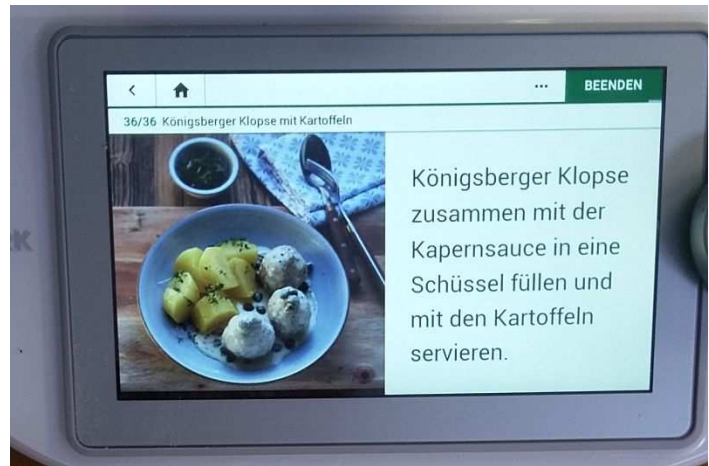 ... BEENDEN
36/36 Königsberger Klopse mit Kartoffeln
Königsberger Klopse
zusammen mit der
Kapernsauce in eine
Schüssel füllen und
mit den Kartoffeln
servieren.